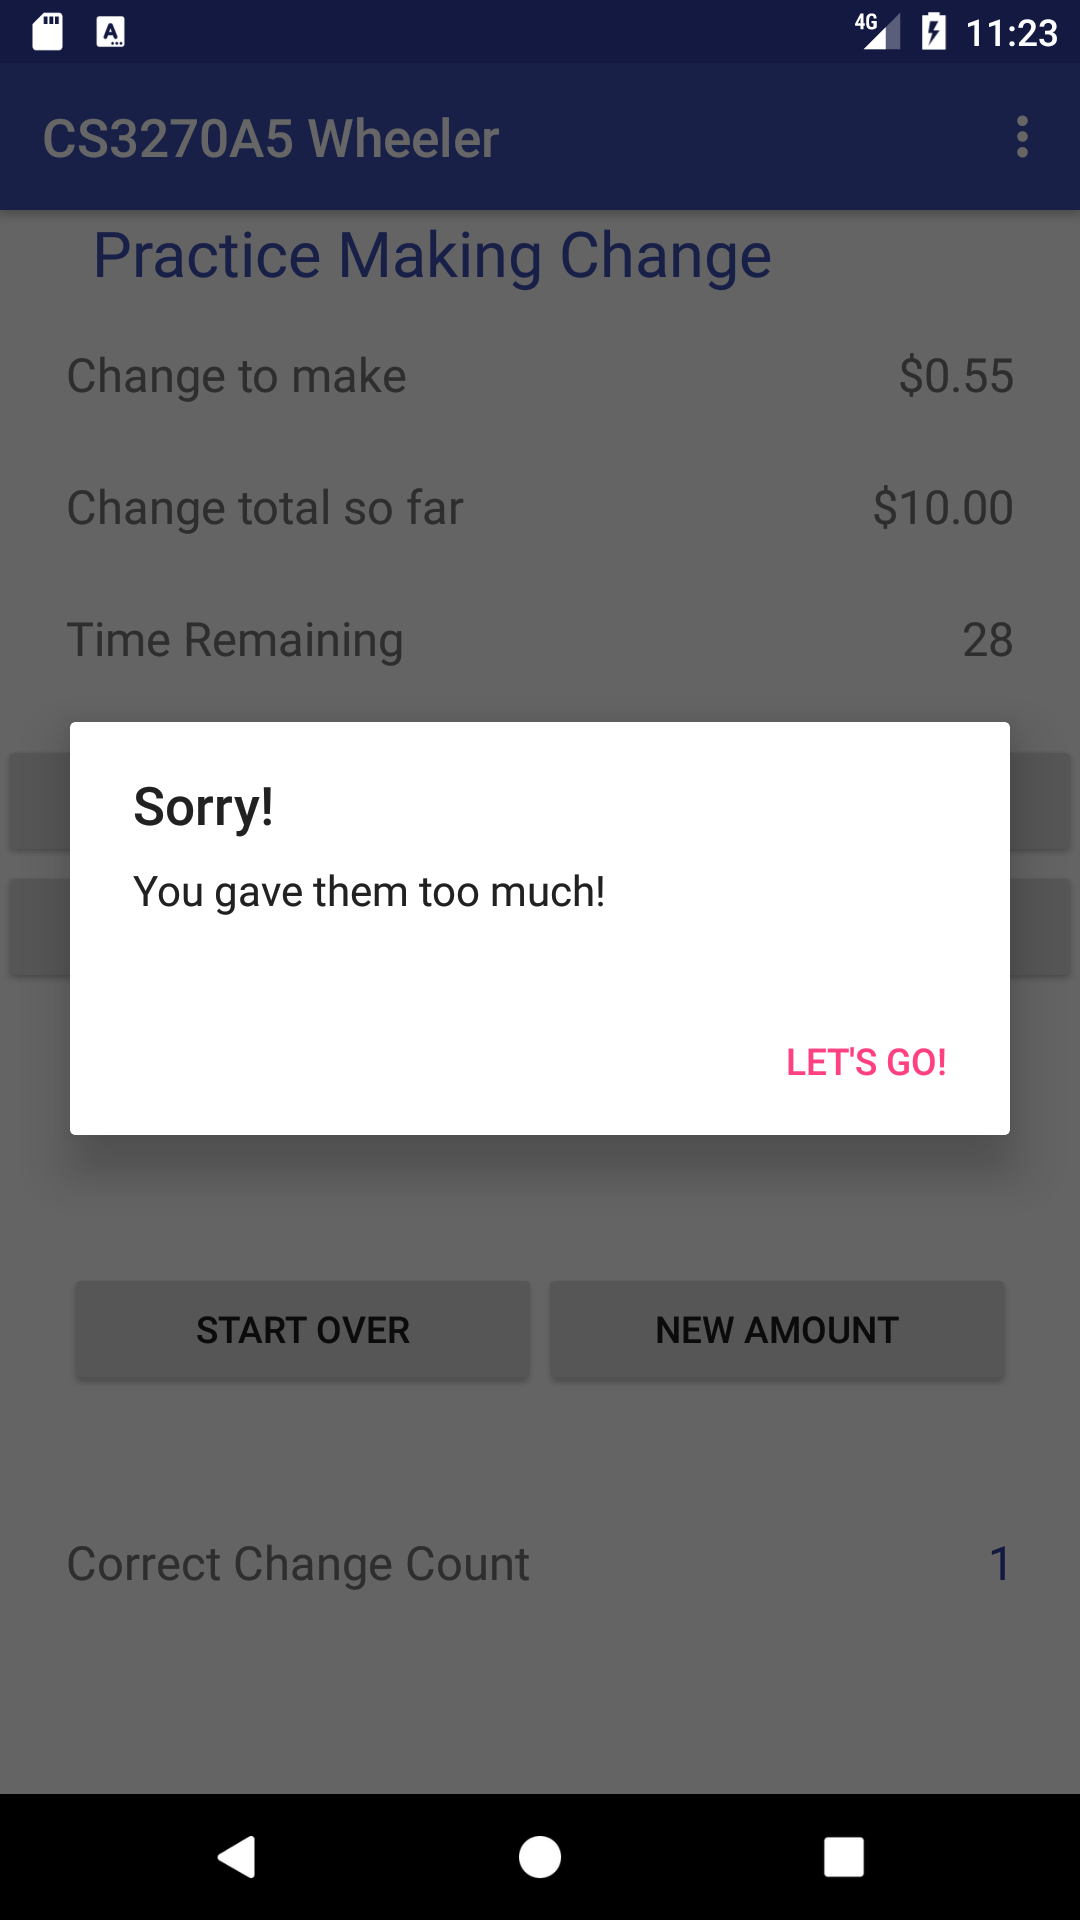 4G 11:23
CS3270A5 Wheeler
Practice Making Change
Change to make $0.55
Change total so far $10.00
Time Remaining 28
Sorry!
You gave them too much!
LET'S GO!
START OVER NEW AMOUNT
Correct Change Count 1